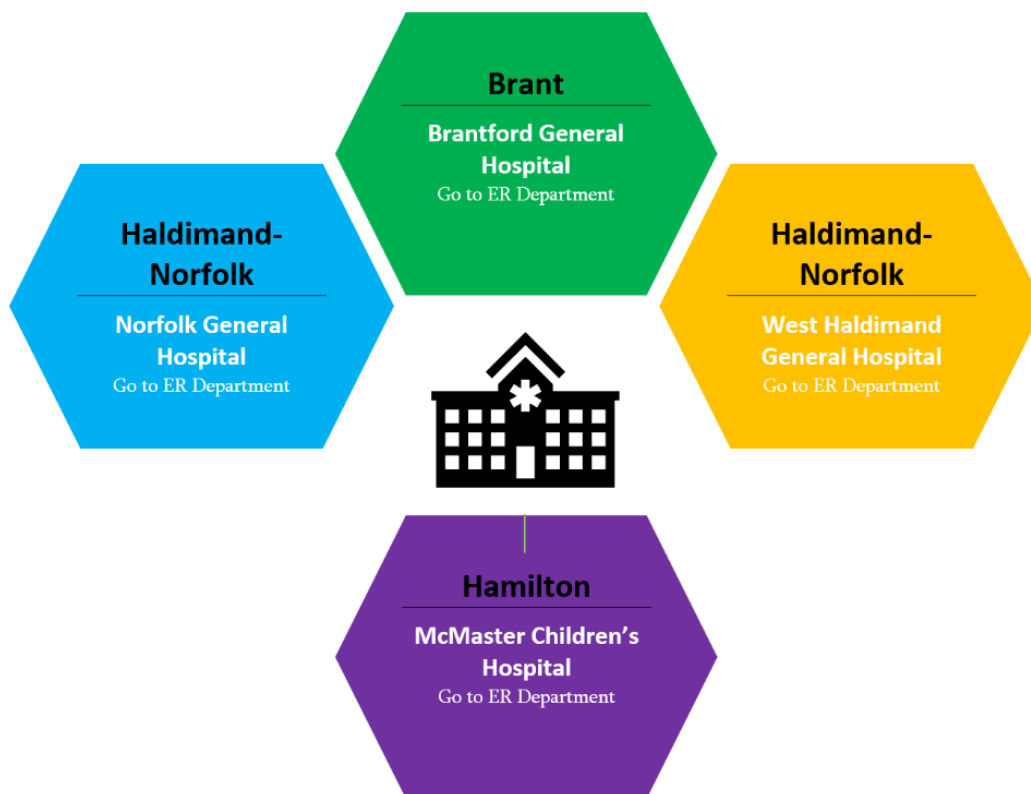 Brant
Brantford General
Hospital
Go to ER Department
Haldimand-
Norfolk
Norfolk General
Hospital
Go to ER Department
Haldimand-
Norfolk
West Haldimand
General Hospital
Go to ER Department
Hamilton
McMaster Children’s
Hospital
Go to ER Department